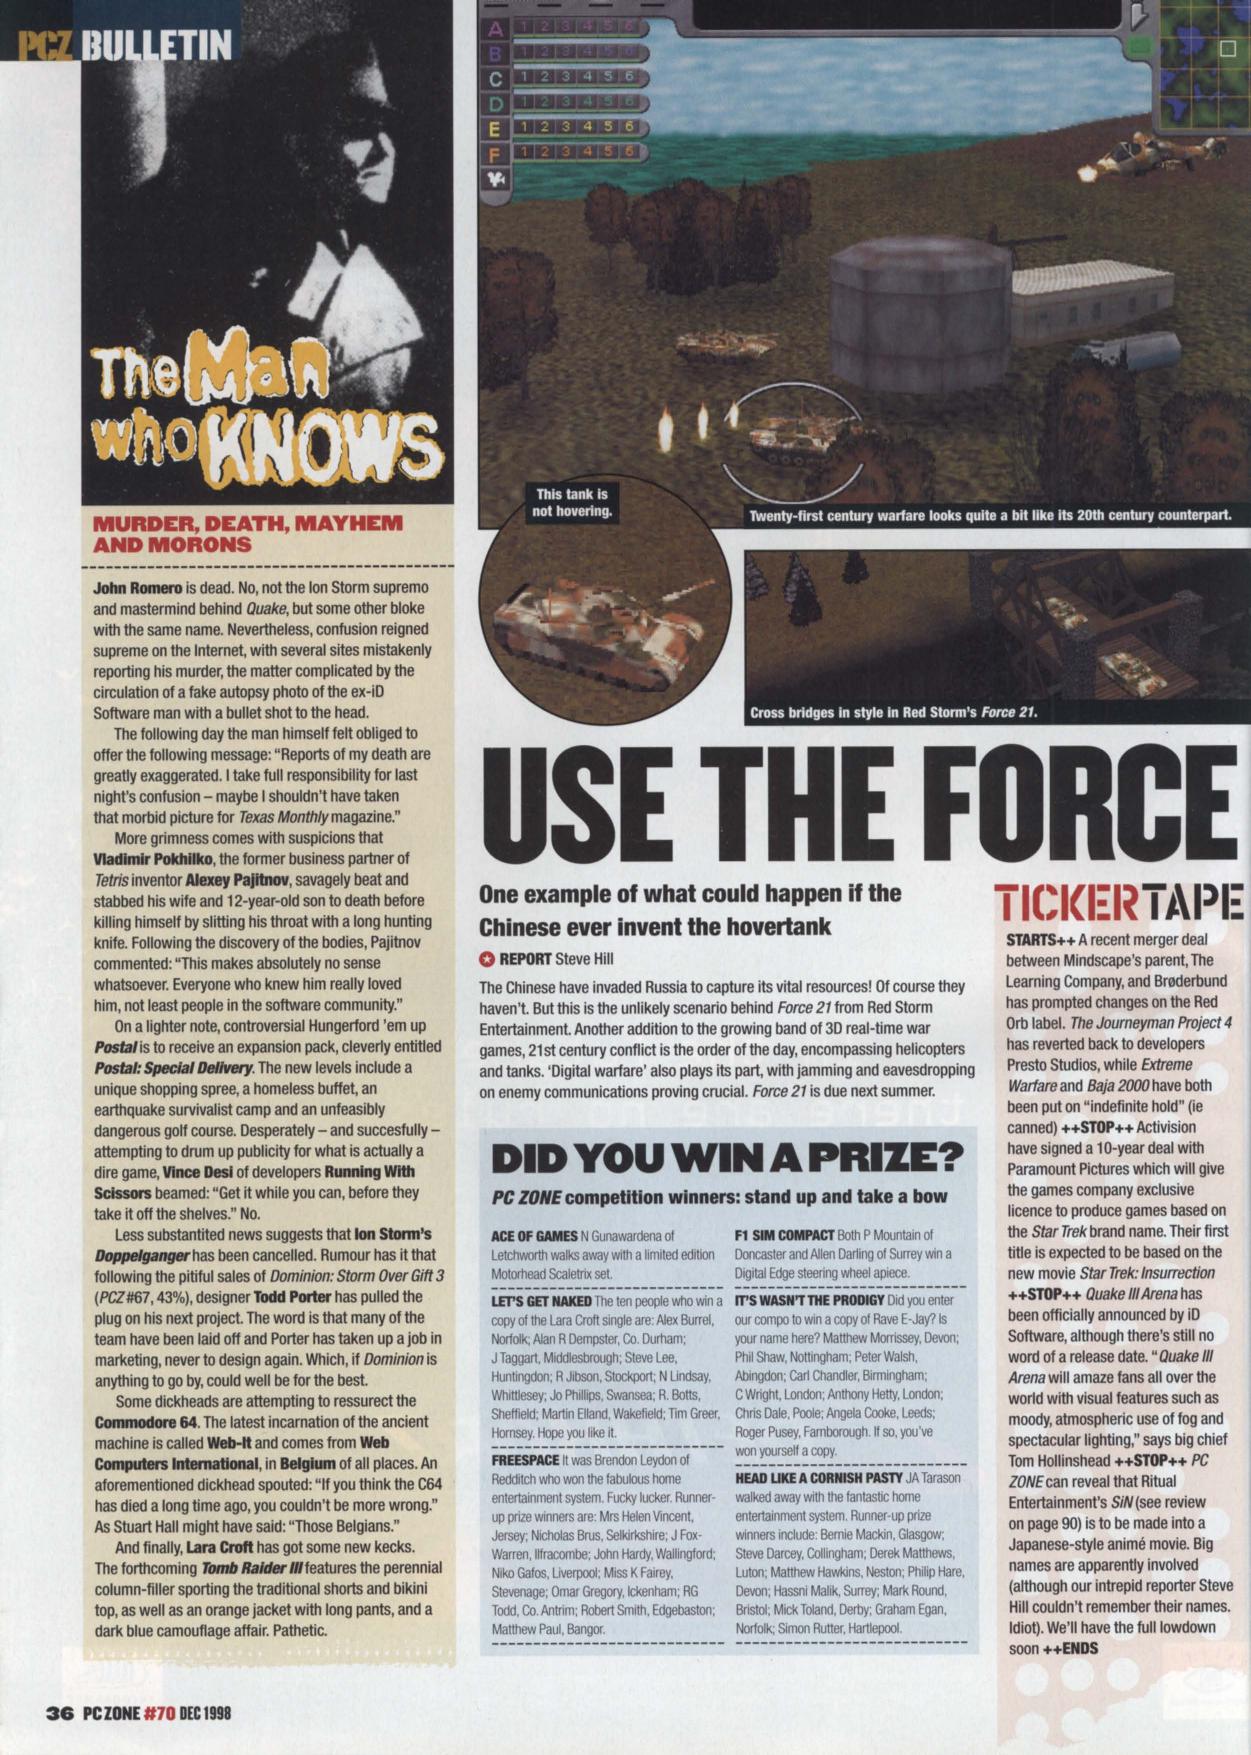 PCZ BULLETIN
The Man
who KNOWS
MURDER, DEATH, MAYHEM
AND MORONS
John Romero is dead. No, not the Ion Storm supremo
and mastermind behind Quake, but some other bloke
with the same name. Nevertheless, confusion reigned
supreme on the Internet, with several sites mistakenly
reporting his murder, the matter complicated by the
circulation of a fake autopsy photo of the ex-iD
Software man with a bullet shot to the head.
The following day the man himself felt obliged to
offer the following message: “Reports of my death are
greatly exaggerated. I take full responsibility for last
night’s confusion – maybe I shouldn’t have taken
that morbid picture for Texas Monthly magazine.”
More grimness comes with suspicions that
Vladimir Pokhilko, the former business partner of
Tetris inventor Alexey Pajitnov, savagely beat and
stabbed his wife and 12-year-old son to death before
killing himself by slitting his throat with a long hunting
knife. Following the discovery of the bodies, Pajitnov
commented: “This makes absolutely no sense
whatsoever. Everyone who knew him really loved
him, not least people in the software community.”
On a lighter note, controversial Hungerford ’em up
Postal is to receive an expansion pack, cleverly entitled
Postal: Special Delivery. The new levels include a
unique shopping spree, a homeless buffet, an
earthquake survivalist camp and an unfeasibly
dangerous golf course. Desperately – and succesfully –
attempting to drum up publicity for what is actually a
dire game, Vince Desi of developers Running With
Scissors beamed: “Get it while you can, before they
take it off the shelves.” No.
Less substantited news suggests that Ion Storm’s
Doppelganger has been cancelled. Rumour has it that
following the pitiful sales of Dominion: Storm Over Gift 3
(PCZ #67, 43%), designer Todd Porter has pulled the
plug on his next project. The word is that many of the
team have been laid off and Porter has taken up a job in
marketing, never to design again. Which, if Dominion is
anything to go by, could well be for the best.
Some dickheads are attempting to ressurect the
Commodore 64. The latest incarnation of the ancient
machine is called Web-It and comes from Web
Computers International, in Belgium of all places. An
aforementioned dickhead spouted: “If you think the C64
has died a long time ago, you couldn’t be more wrong.”
As Stuart Hall might have said: “Those Belgians.”
And finally, Lara Croft has got some new kecks.
The forthcoming Tomb Raider III features the perennial
column-filler sporting the traditional shorts and bikini
top, as well as an orange jacket with long pants, and a
dark blue camouflage affair. Pathetic.
A 1 2 3 4 5 6
B 1 2 3 4 5 6
C 1 2 3 4 5 6
D 1 2 3 4 5 6
E 1 2 3 4 5 6
F 1 2 3 4 5 6
This tank is
not hovering.
Twenty-first century warfare looks quite a bit like its 20th century counterpart.
Cross bridges in style in Red Storm’s Force 21.
USE THE FORCE
One example of what could happen if the
Chinese ever invent the hovertank
REPORT Steve Hill
The Chinese have invaded Russia to capture its vital resources! Of course they
haven’t. But this is the unlikely scenario behind Force 21 from Red Storm
Entertainment. Another addition to the growing band of 3D real-time war
games, 21st century conflict is the order of the day, encompassing helicopters
and tanks. ‘Digital warfare’ also plays its part, with jamming and eavesdropping
on enemy communications proving crucial. Force 21 is due next summer.
DID YOU WIN A PRIZE?
PC ZONE competition winners: stand up and take a bow
ACE OF GAMES N Gunawardena of
Letchworth walks away with a limited edition
Motorhead Scaletrix set.
LET’S GET NAKED The ten people who win a
copy of the Lara Croft single are: Alex Burrel,
Norfolk; Alan R Dempster, Co. Durham;
J Taggart, Middlesbrough; Steve Lee,
Huntingdon; R Jibson, Stockport; N Lindsay,
Whittlesey; Jo Phillips, Swansea; R. Botts,
Sheffield; Martin Elland, Wakefield; Tim Greer,
Hornsey. Hope you like it.
FREESPACE It was Brendon Leydon of
Redditch who won the fabulous home
entertainment system. Fucky lucker. Runner-
up prize winners are: Mrs Helen Vincent,
Jersey; Nicholas Brus, Selkirkshire; J Fox-
Warren, Ilfracombe; John Hardy, Wallingford;
Niko Gafos, Liverpool; Miss K Fairey,
Stevenage; Omar Gregory, Ickenham; RG
Todd, Co. Antrim; Robert Smith, Edgebaston;
Matthew Paul, Bangor.
F1 SIM COMPACT Both P Mountain of
Doncaster and Allen Darling of Surrey win a
Digital Edge steering wheel apiece.
IT’S WASN’T THE PRODIGY Did you enter
our compo to win a copy of Rave E-Jay? Is
your name here? Matthew Morrissey, Devon;
Phil Shaw, Nottingham; Peter Walsh,
Abingdon; Carl Chandler, Birmingham;
C Wright, London; Anthony Hetty, London;
Chris Dale, Poole; Angela Cooke, Leeds;
Roger Pusey, Farnborough. If so, you’ve
won yourself a copy.
HEAD LIKE A CORNISH PASTY JA Tarason
walked away with the fantastic home
entertainment system. Runner-up prize
winners include: Bernie Mackin, Glasgow;
Steve Darcey, Collingham; Derek Matthews,
Luton; Matthew Hawkins, Neston; Philip Hare,
Devon; Hassni Malik, Surrey; Mark Round,
Bristol; Mick Toland, Derby; Graham Egan,
Norfolk; Simon Rutter, Hartlepool.
TICKERTAPE
STARTS++ A recent merger deal
between Mindscape’s parent, The
Learning Company, and Brøderbund
has prompted changes on the Red
Orb label. The Journeyman Project 4
has reverted back to developers
Presto Studios, while Extreme
Warfare and Baja 2000 have both
been put on “indefinite hold” (ie
canned) ++STOP++ Activision
have signed a 10-year deal with
Paramount Pictures which will give
the games company exclusive
licence to produce games based on
the Star Trek brand name. Their first
title is expected to be based on the
new movie Star Trek: Insurrection
++STOP++ Quake III Arena has
been officially announced by iD
Software, although there’s still no
word of a release date. “Quake III
Arena will amaze fans all over the
world with visual features such as
moody, atmospheric use of fog and
spectacular lighting,” says big chief
Tom Hollinshead ++STOP++ PC
ZONE can reveal that Ritual
Entertainment’s SiN (see review
on page 90) is to be made into a
Japanese-style animé movie. Big
names are apparently involved
(although our intrepid reporter Steve
Hill couldn’t remember their names.
Idiot). We’ll have the full lowdown
soon ++ENDS
36 PC ZONE #70 DEC 1998